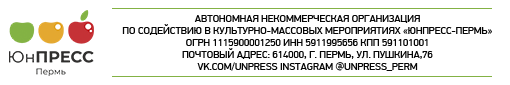 ЮнПРЕСС
Пермь
АВТОНОМНАЯ НЕКОММЕРЧЕСКАЯ ОРГАНИЗАЦИЯ
ПО СОДЕЙСТВИЮ В КУЛЬТУРНО-МАССОВЫХ МЕРОПРИЯТИЯХ «ЮНПРЕСС-ПЕРМЬ»
ОГРН 1115900001250 ИНН 5911995656 КПП 591101001
ПОЧТОВЫЙ АДРЕС: 614000, Г. ПЕРМЬ, УЛ. ПУШКИНА,76
VK.COM/UNPRESS INSTAGRAM @UNPRESS_PERM